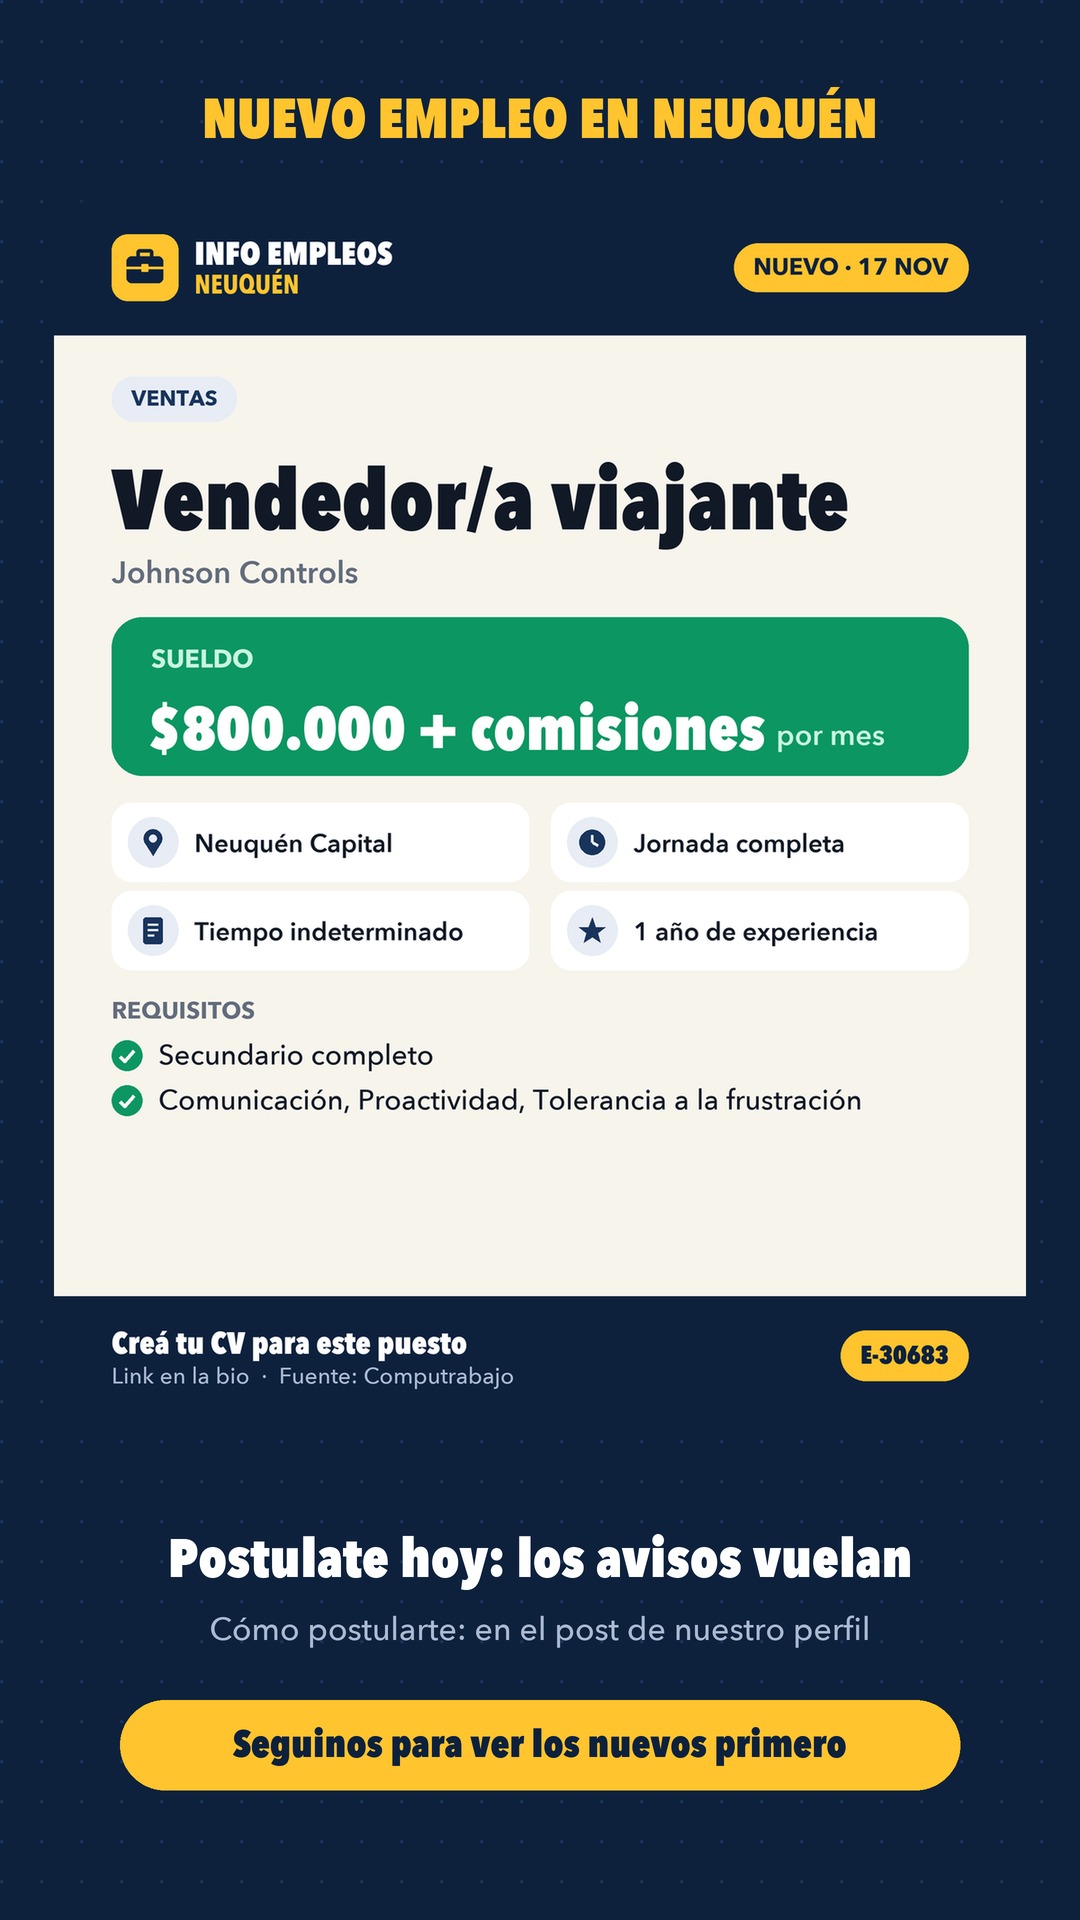 NUEVO EMPLEO EN NEUQUÉN
INFO EMPLEOS
NEUQUÉN
NUEVO · 17 NOV
VENTAS
Vendedor/a viajante
Johnson Controls
SUELDO
$800.000 + comisiones por mes
Neuquén Capital
Jornada completa
Tiempo indeterminado
1 año de experiencia
REQUISITOS
Secundario completo
Comunicación, Proactividad, Tolerancia a la frustración
Creá tu CV para este puesto
Link en la bio · Fuente: Computrabajo
E-30683
Postulate hoy: los avisos vuelan
Cómo postularte: en el post de nuestro perfil
Seguinos para ver los nuevos primero